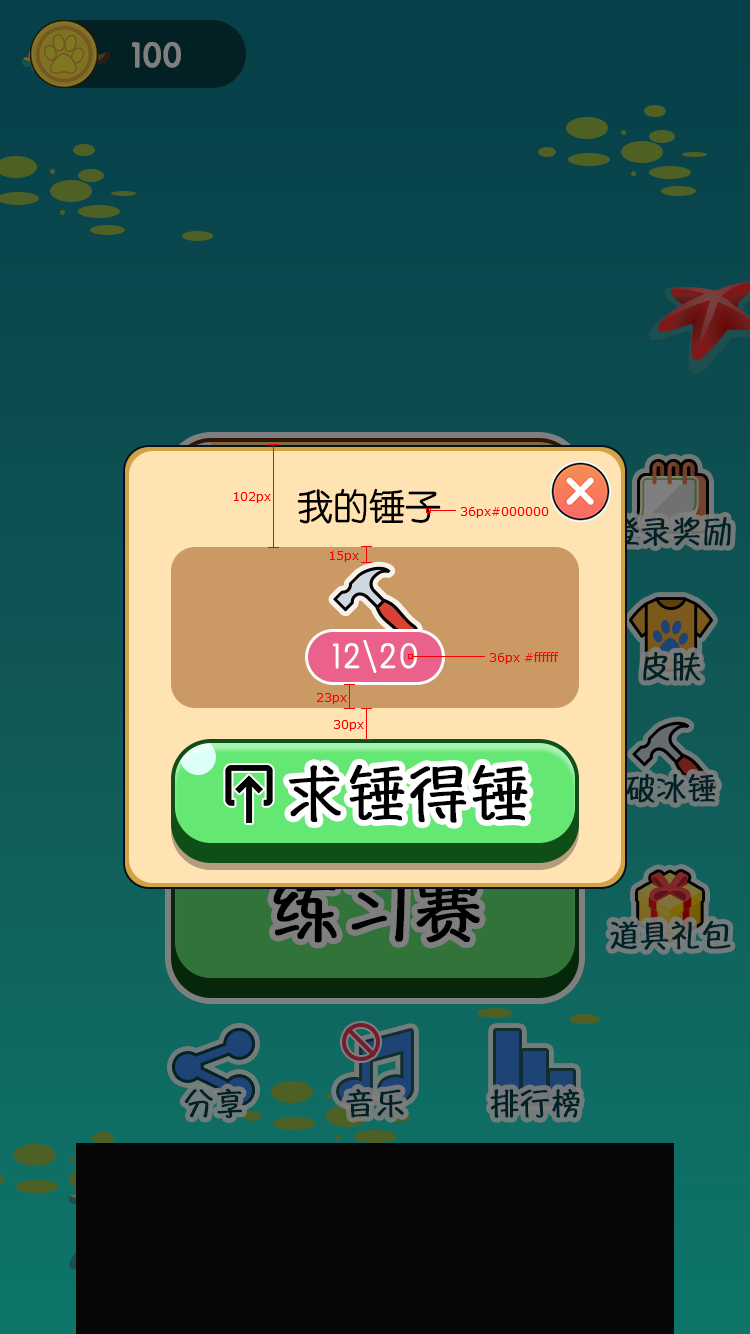 100
102px
我的锤子
36px#000000
登录奖励
15px
12\20
36px #ffffff
皮肤
23px
30px
求锤得锤
破冰锤
练习赛
道具礼包
分享
音乐
排行榜